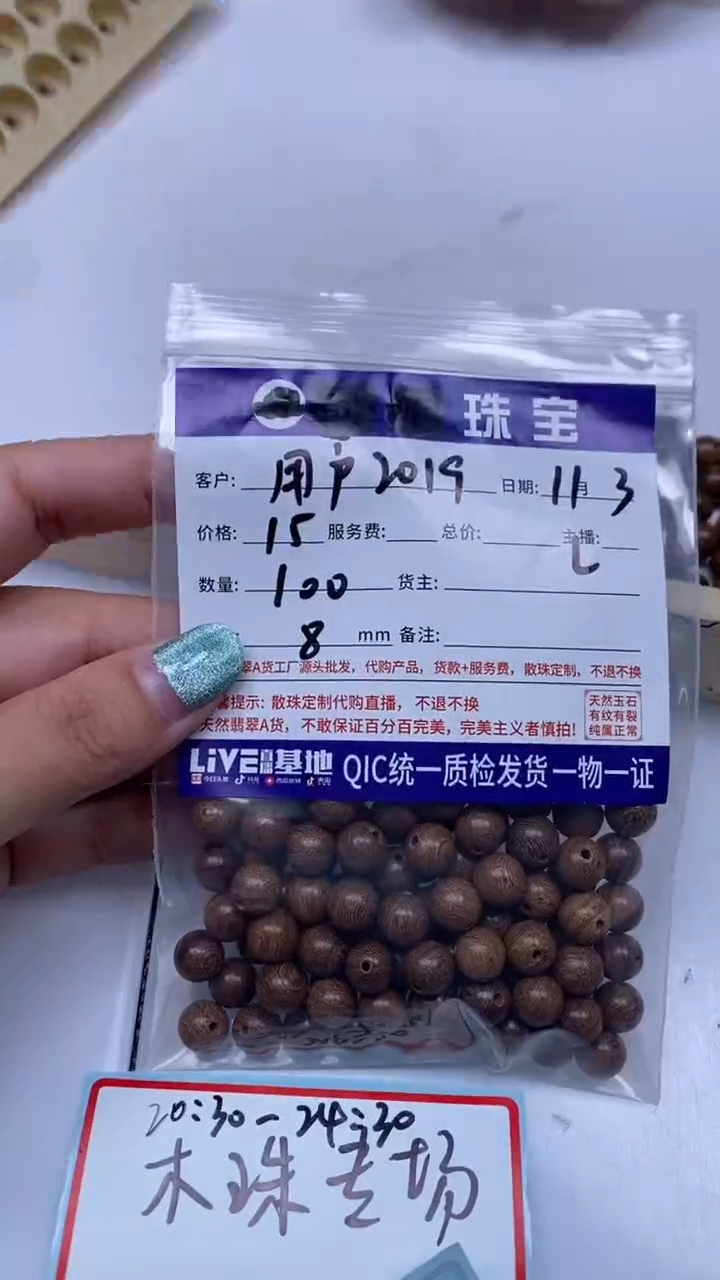 珠宝
客户: 用户2019 日期: 11月3
价格: 15 服务费: 总价: 主播: L
数量: 100 货主:
8 mm 备注:
翠A货工厂源头批发，代购产品，货款+服务费，散珠定制，不退不换
馨提示: 散珠定制代购直播，不退不换
天然翡翠A货，不敢保证百分百完美，完美主义者慎拍!
天然玉石
有纹有裂
纯属正常
LiVE直播基地 QIC统一质检发货一物一证
20:30-24:30
木珠专场